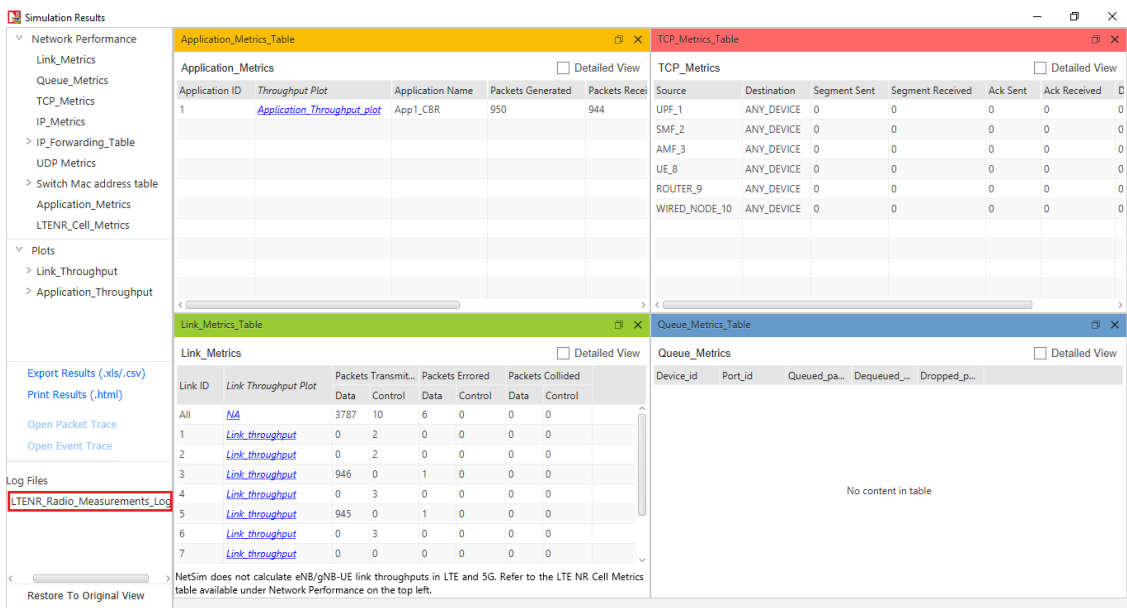 Simulation Results
Network Performance
Link_Metrics
Queue_Metrics
TCP_Metrics
IP_Metrics
IP_Forwarding_Table
UDP Metrics
Switch Mac address table
Application_Metrics
LTENR_Cell_Metrics
Plots
Link_Throughput
Application_Throughput
Export Results (.xls/.csv)
Print Results (.html)
Open Packet Trace
Open Event Trace
Log Files
LTENR_Radio_Measurements_Log
Restore To Original View
Application_Metrics_Table
Application_Metrics Detailed View
Application ID Throughput Plot Application Name Packets Generated Packets Recei
1 Application_Throughput_plot App1_CBR 950 944
TCP_Metrics_Table
TCP_Metrics Detailed View
Source Destination Segment Sent Segment Received Ack Sent Ack Received D
UPF_1 ANY_DEVICE 0 0 0 0 0
SMF_2 ANY_DEVICE 0 0 0 0 0
AMF_3 ANY_DEVICE 0 0 0 0 0
UE_8 ANY_DEVICE 0 0 0 0 0
ROUTER_9 ANY_DEVICE 0 0 0 0 0
WIRED_NODE_10 ANY_DEVICE 0 0 0 0 0
Link_Metrics_Table
Link_Metrics Detailed View
Link ID Link Throughput Plot Packets Transmit... Packets Errored Packets Collided
Data Control Data Control Data Control
All NA 3787 10 6 0 0 0
1 Link_throughput 0 2 0 0 0 0
2 Link_throughput 0 2 0 0 0 0
3 Link_throughput 946 0 1 0 0 0
4 Link_throughput 0 3 0 0 0 0
5 Link_throughput 945 0 1 0 0 0
6 Link_throughput 0 3 0 0 0 0
7 Link_throughput 0 0 0 0 0 0
NetSim does not calculate eNB/gNB-UE link throughputs in LTE and 5G. Refer to the LTE NR Cell Metrics
table available under Network Performance on the top left.
Queue_Metrics_Table
Queue_Metrics Detailed View
Device_id Port_id Queued_pa... Dequeued_... Dropped_p...
No content in table